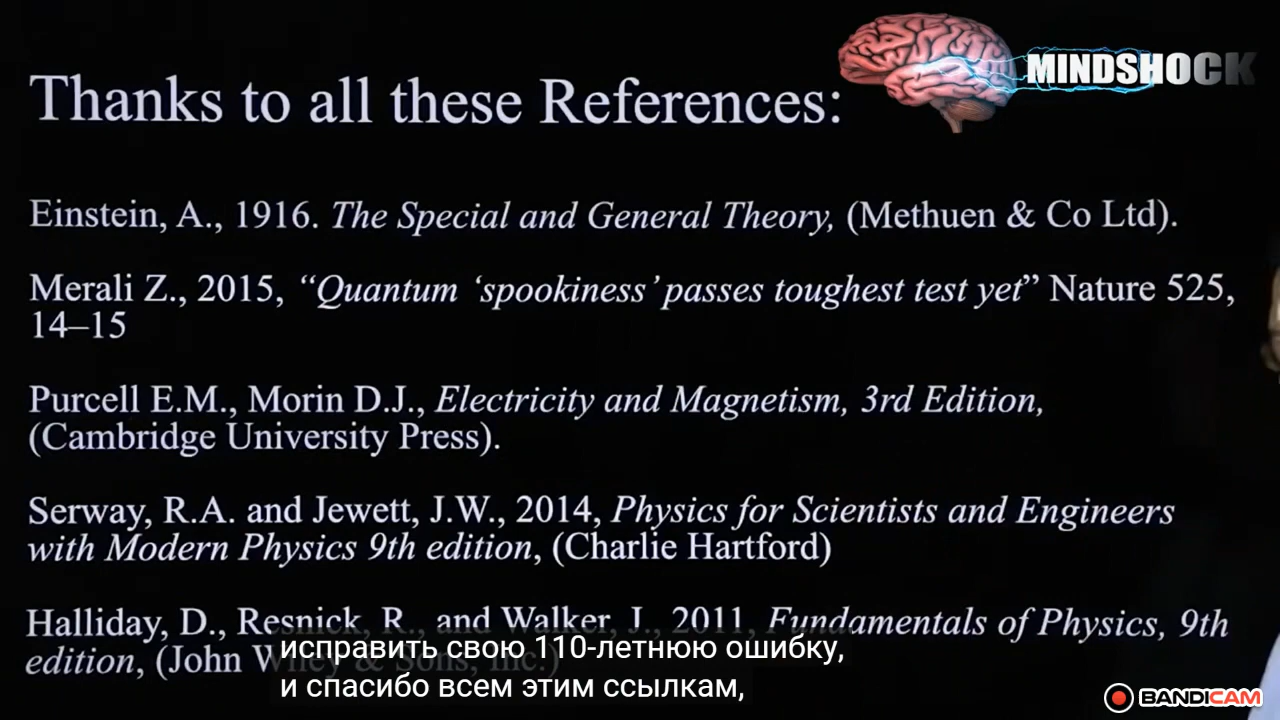 MINDSHOCK
Thanks to all these References:
Einstein, A., 1916. The Special and General Theory, (Methuen & Co Ltd).
Merali Z., 2015, “Quantum ‘spookiness’ passes toughest test yet” Nature 525,
14–15
Purcell E.M., Morin D.J., Electricity and Magnetism, 3rd Edition,
(Cambridge University Press).
Serway, R.A. and Jewett, J.W., 2014, Physics for Scientists and Engineers
with Modern Physics 9th edition, (Charlie Hartford)
Halliday, D., Resnick, R., and Walker, J., 2011, Fundamentals of Physics, 9th
edition, (John Wiley & Sons, Inc.)
исправить свою 110-летнюю ошибку,
и спасибо всем этим ссылкам,
BANDICAM